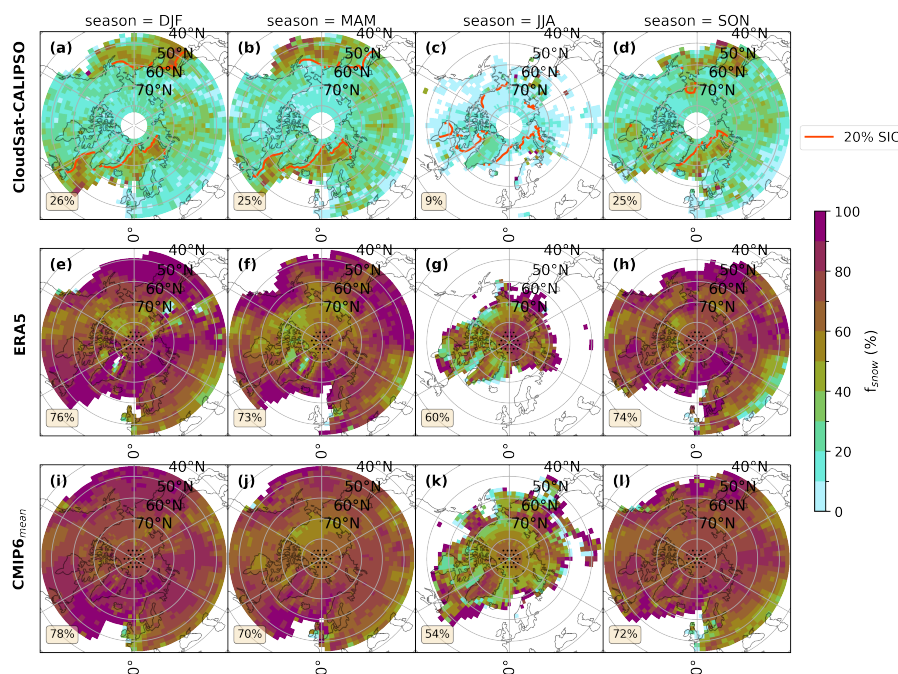 season = DJF
season = MAM
season = JJA
season = SON
CloudSat-CALIPSO
(a)
40°N
50°N
60°N
70°N
26%
(b)
40°N
50°N
60°N
70°N
25%
(c)
40°N
50°N
60°N
70°N
9%
(d)
40°N
50°N
60°N
70°N
25%
20% SIC
0°
0°
0°
0°
ERA5
(e)
40°N
50°N
60°N
70°N
76%
(f)
40°N
50°N
60°N
70°N
73%
(g)
40°N
50°N
60°N
70°N
60%
(h)
40°N
50°N
60°N
70°N
74%
0°
0°
0°
0°
CMIP6mean
(i)
40°N
50°N
60°N
70°N
78%
(j)
40°N
50°N
60°N
70°N
70%
(k)
40°N
50°N
60°N
70°N
54%
(l)
40°N
50°N
60°N
70°N
72%
0°
0°
0°
0°
100
80
60
40
20
0
fsnow (%)